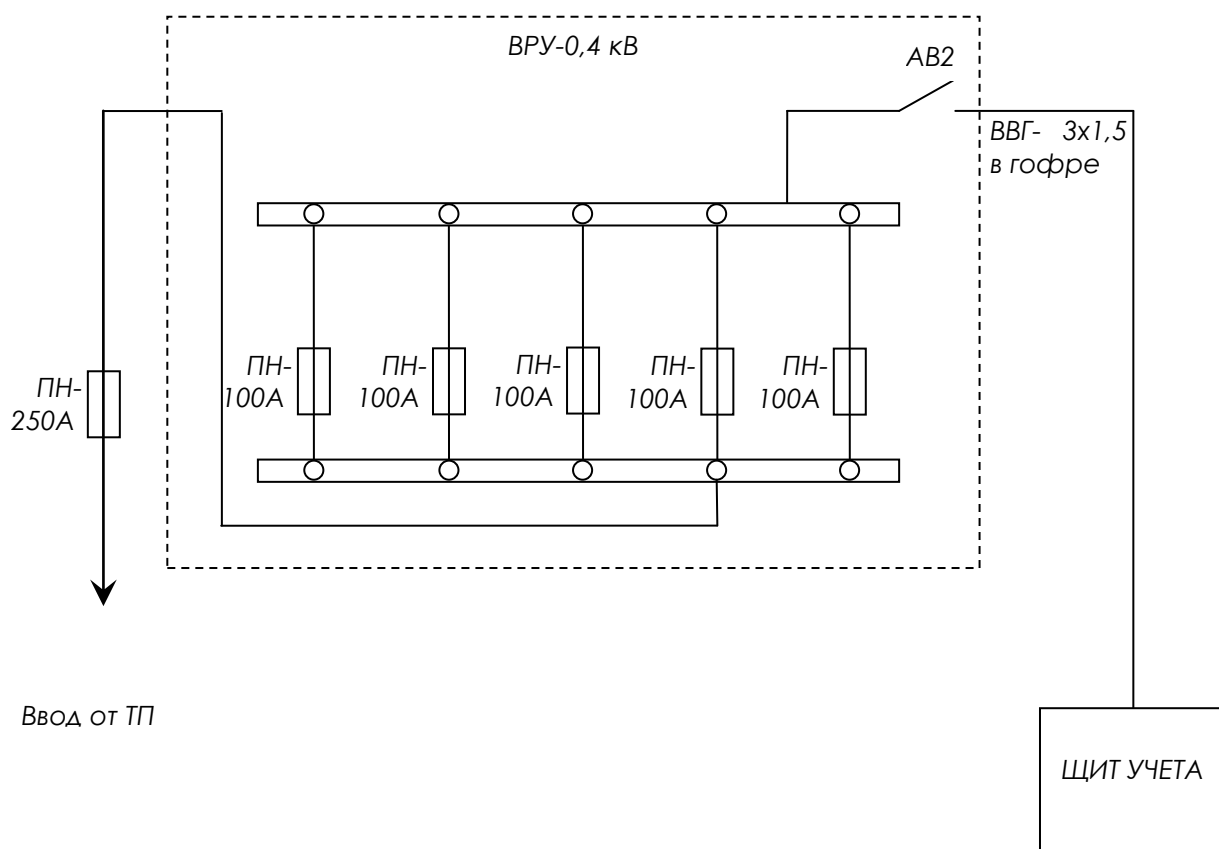 ВРУ-0,4 кВ
АВ2
ВВГ- 3х1,5
в гофре
ПН-
250А
ПН-
100А
ПН-
100А
ПН-
100А
ПН-
100А
ПН-
100А
Ввод от ТП
ЩИТ УЧЕТА